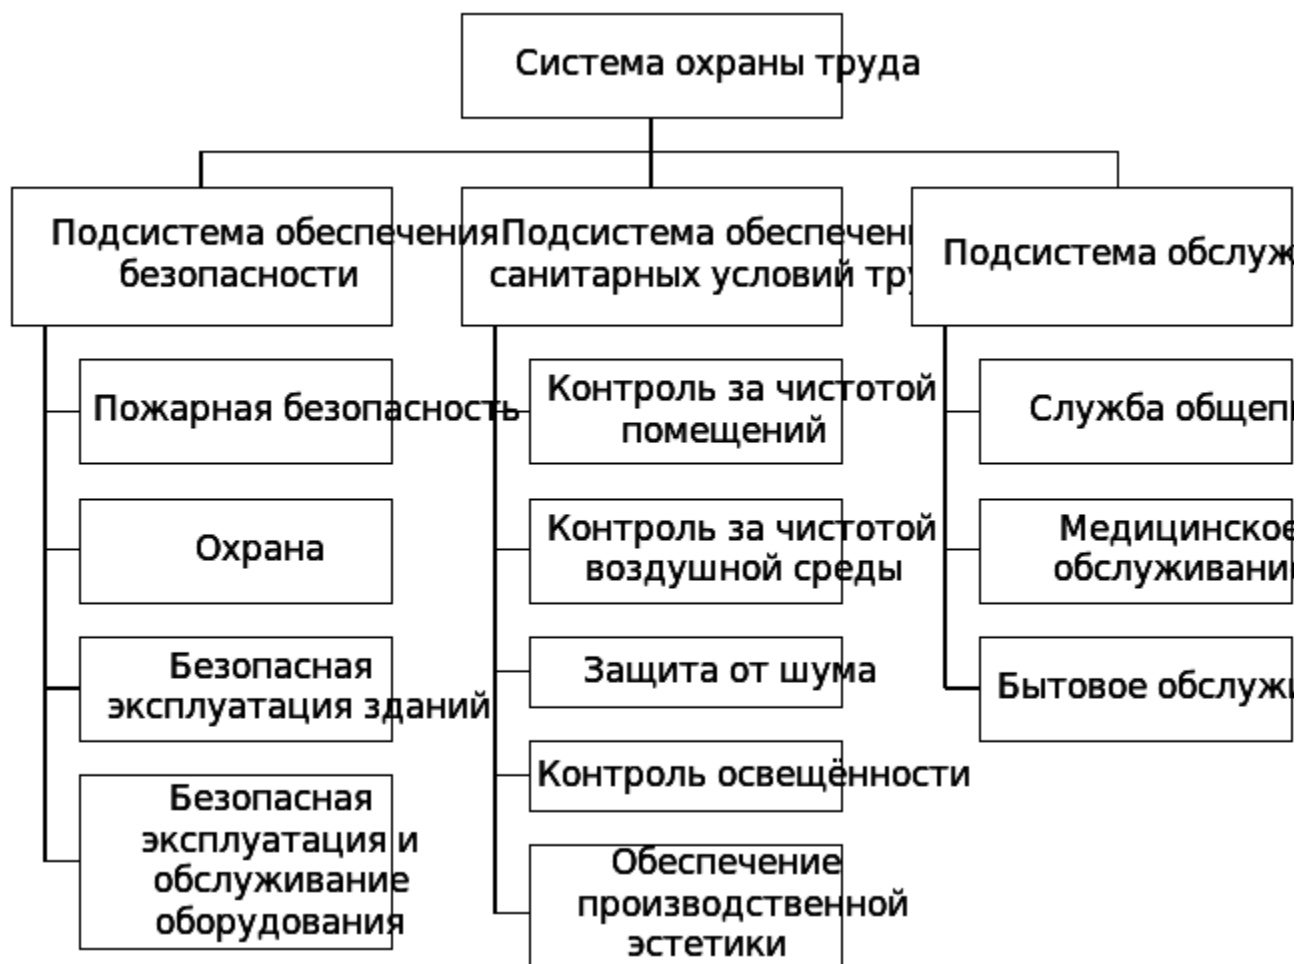 Система охраны труда
Подсистема обеспечения
безопасности
Подсистема обеспечени
санитарных условий тру
Подсистема обслуж
Пожарная безопасность
Охрана
Безопасная
эксплуатация зданий
Безопасная
эксплуатация и
обслуживание
оборудования
Контроль за чистотой
помещений
Контроль за чистотой
воздушной среды
Защита от шума
Контроль освещённости
Обеспечение
производственной
эстетики
Служба общепи
Медицинское
обслуживани
Бытовое обслужи